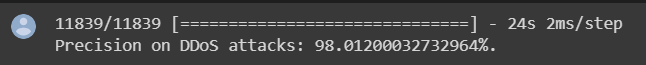 11839/11839 [==============================] - 24s 2ms/step
Precision on DDoS attacks: 98.01200032732964%.